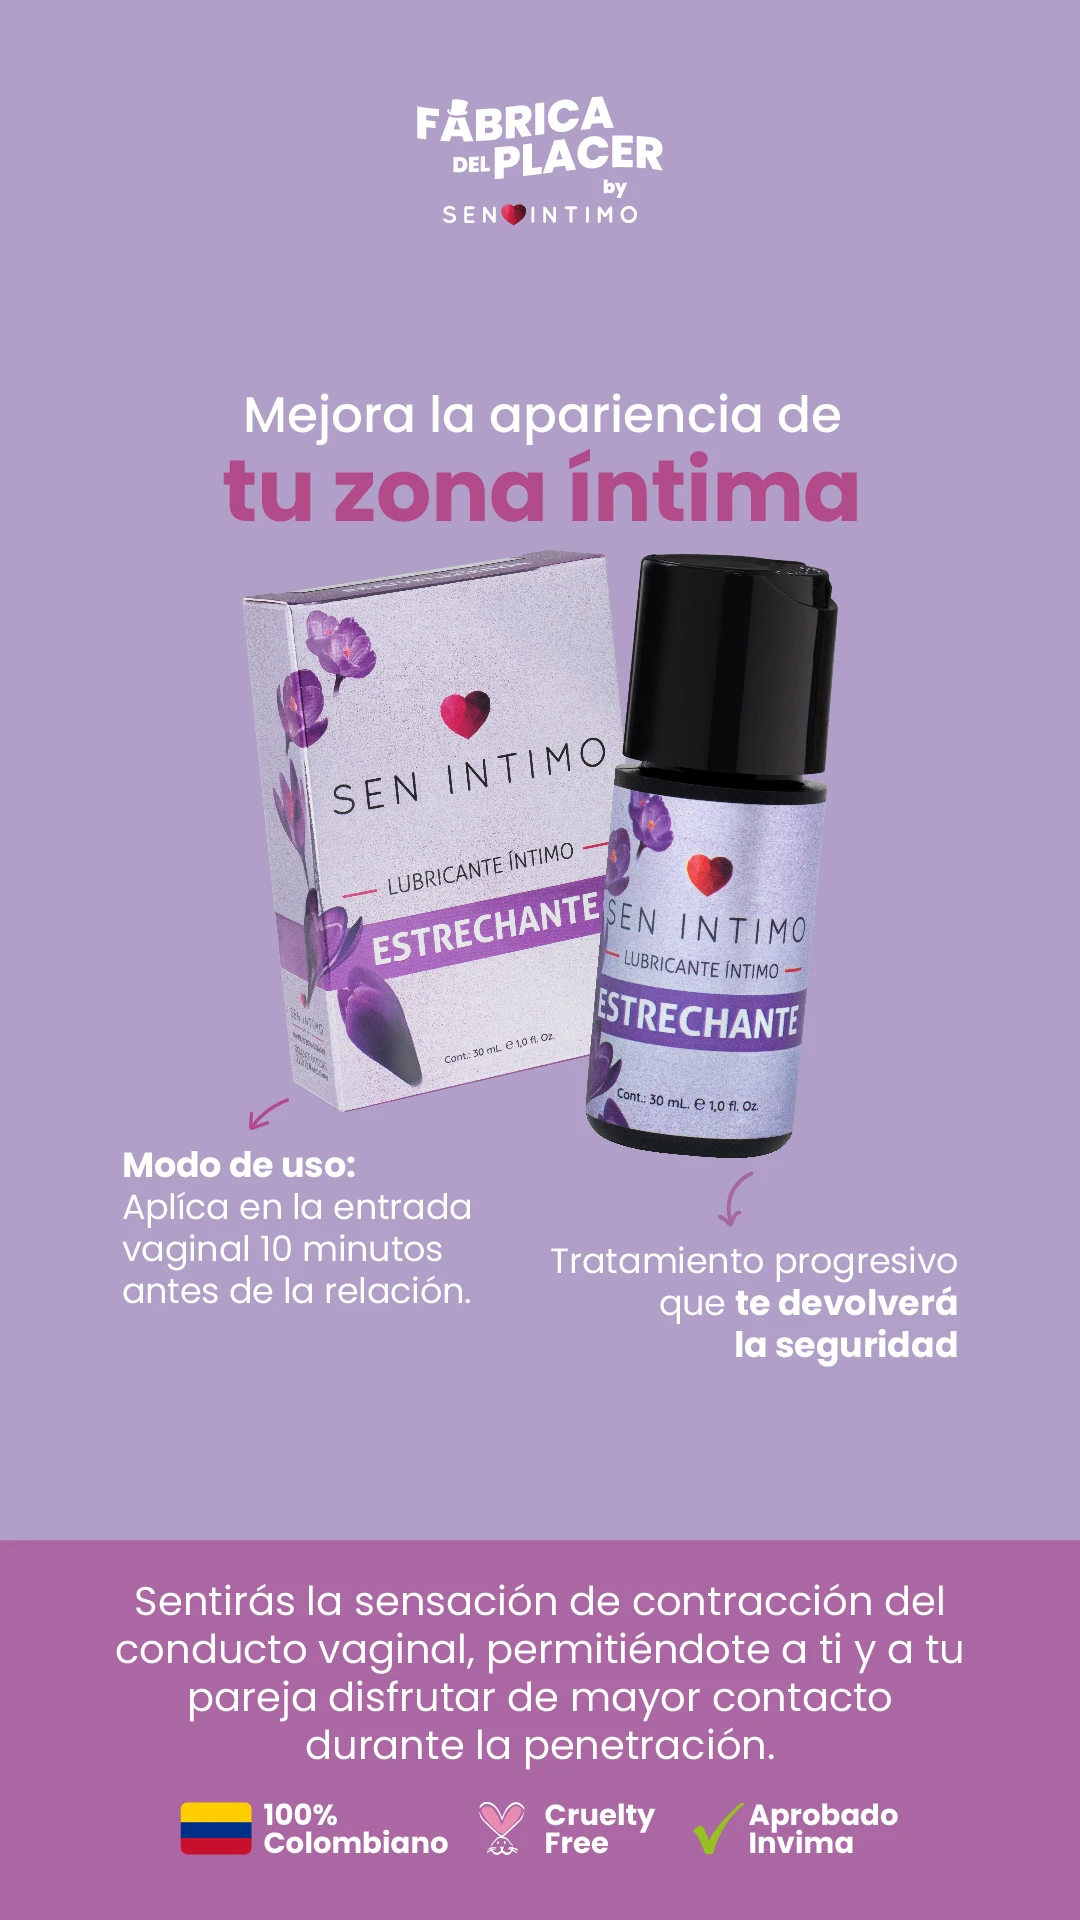 FÁBRICA
DEL PLACER
by
SEN INTIMO
Mejora la apariencia de
tu zona íntima
SEN INTIMO
LUBRICANTE ÍNTIMO
ESTRECHANTE
Cont.: 30 mL. e 1,0 fl. Oz.
SEN INTIMO
SEN INTIMO
LUBRICANTE ÍNTIMO
ESTRECHANTE
Cont.: 30 mL. e 1,0 fl. Oz.
Modo de uso:
Aplíca en la entrada
vaginal 10 minutos
antes de la relación.
Tratamiento progresivo
que te devolverá
la seguridad
Sentirás la sensación de contracción del
conducto vaginal, permitiéndote a ti y a tu
pareja disfrutar de mayor contacto
durante la penetración.
100%
Colombiano
Cruelty
Free
Aprobado
Invima